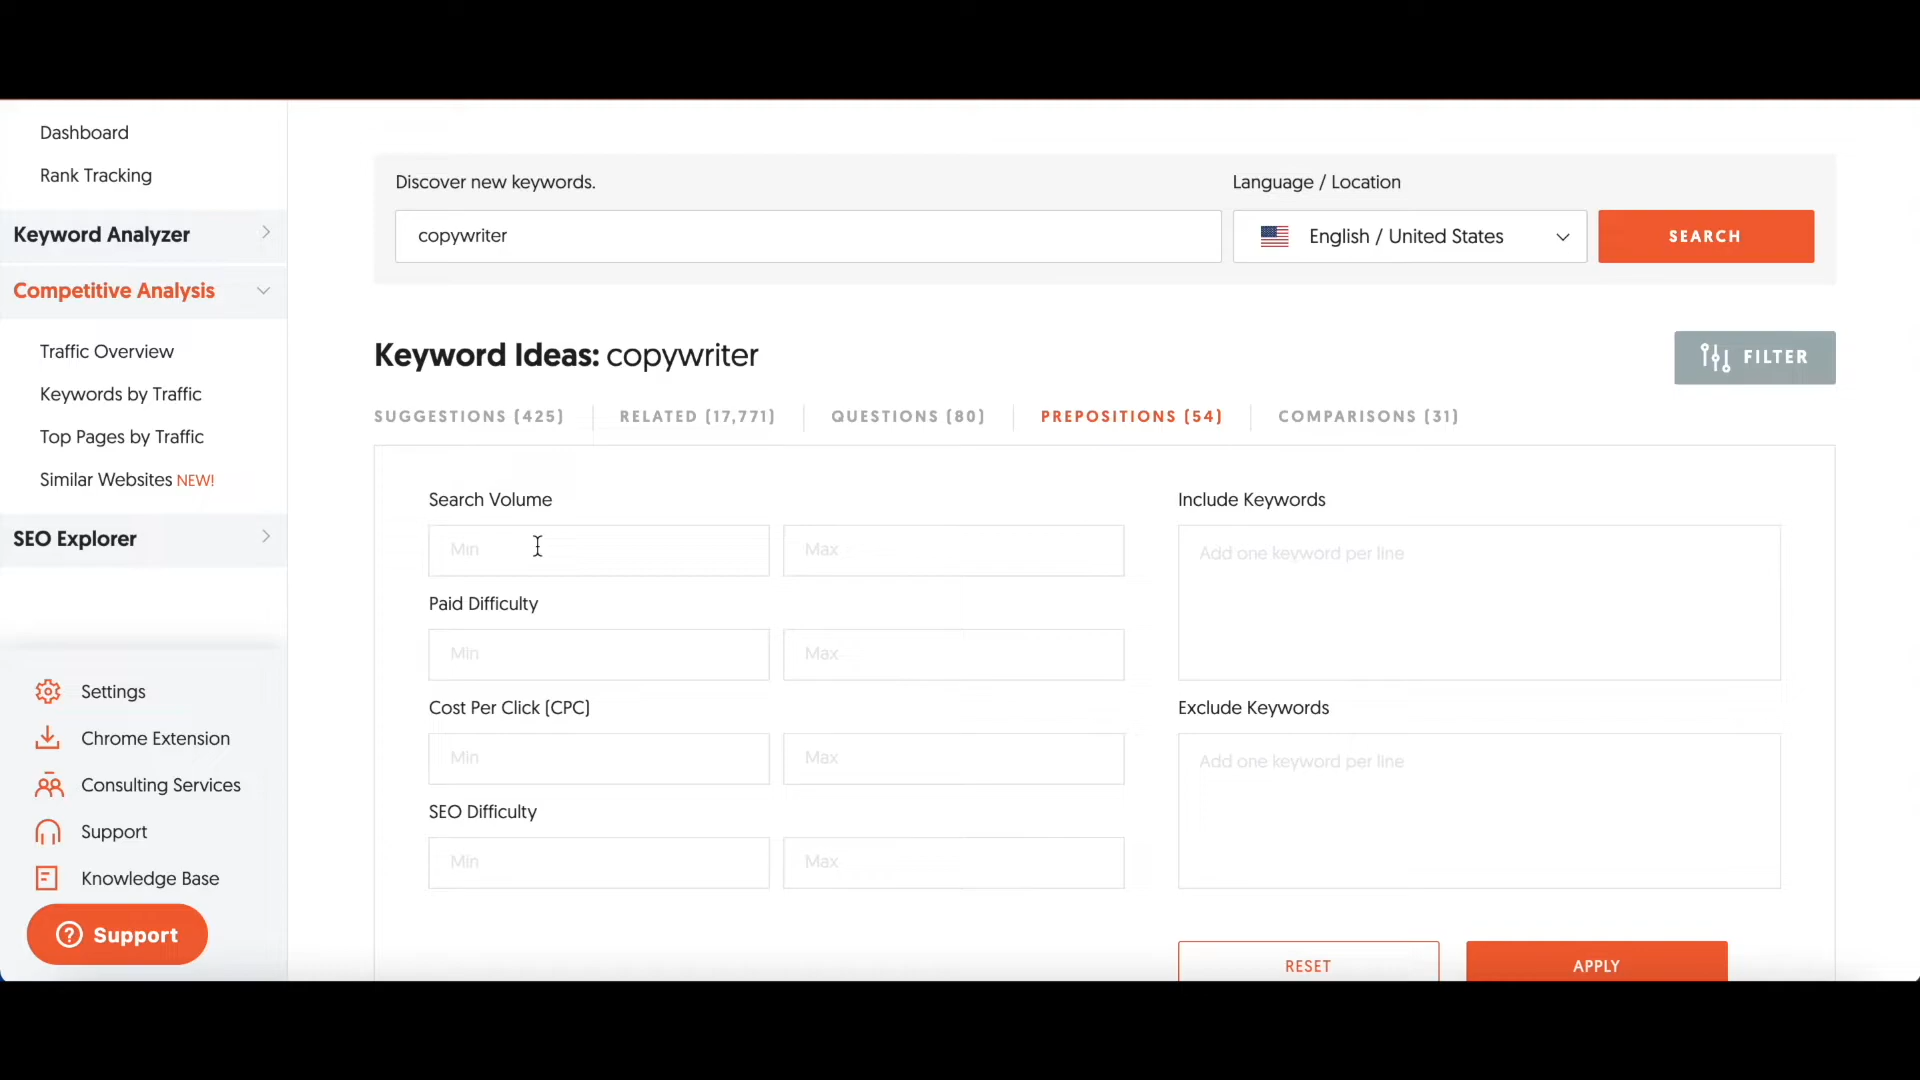 Dashboard
Rank Tracking
Keyword Analyzer
Competitive Analysis
Traffic Overview
Keywords by Traffic
Top Pages by Traffic
Similar Websites NEW!
SEO Explorer
Settings
Chrome Extension
Consulting Services
Support
Knowledge Base
Support
Discover new keywords.
Language / Location
copywriter
English / United States
SEARCH
Keyword Ideas: copywriter
FILTER
SUGGESTIONS (425)
RELATED (17,771)
QUESTIONS (80)
PREPOSITIONS (54)
COMPARISONS (31)
Search Volume
Min
Max
Paid Difficulty
Min
Max
Cost Per Click (CPC)
Min
Max
SEO Difficulty
Min
Max
Include Keywords
Add one keyword per line
Exclude Keywords
Add one keyword per line
RESET
APPLY